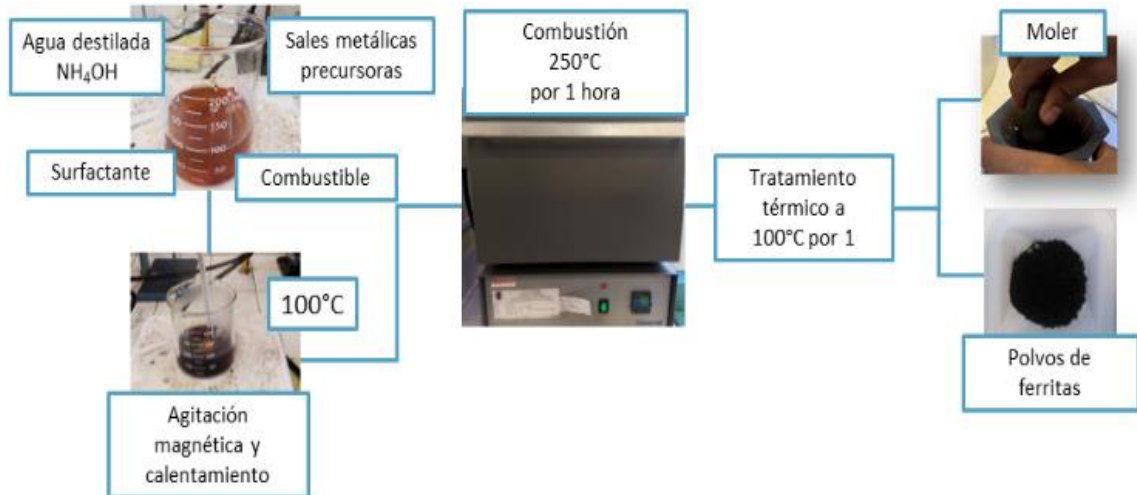 Agua destilada
NH₄OH
Sales metálicas
precursoras
Surfactante
Combustible
100°C
Agitación
magnética y
calentamiento
Combustión
250°C
por 1 hora
Tratamiento
térmico a
100°C por 1
Moler
Polvos de
ferritas